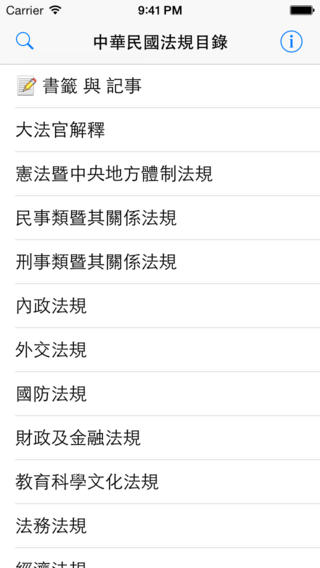 Carrier 9:41 PM
中華民國法規目錄
書籤 與 記事
大法官解釋
憲法暨中央地方體制法規
民事類暨其關係法規
刑事類暨其關係法規
內政法規
外交法規
國防法規
財政及金融法規
教育科學文化法規
法務法規
經濟法規